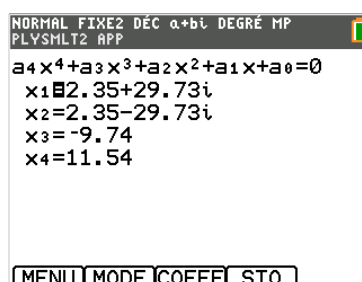 NORMAL FIXE2 DÉC a+bi DEGRÉ MP
PLYSMLT2 APP
a4x⁴+a3x³+a2x²+a1x+a0=0
x1=2.35+29.73i
x2=2.35-29.73i
x3=-9.74
x4=11.54
MENU MODE COEFF STO